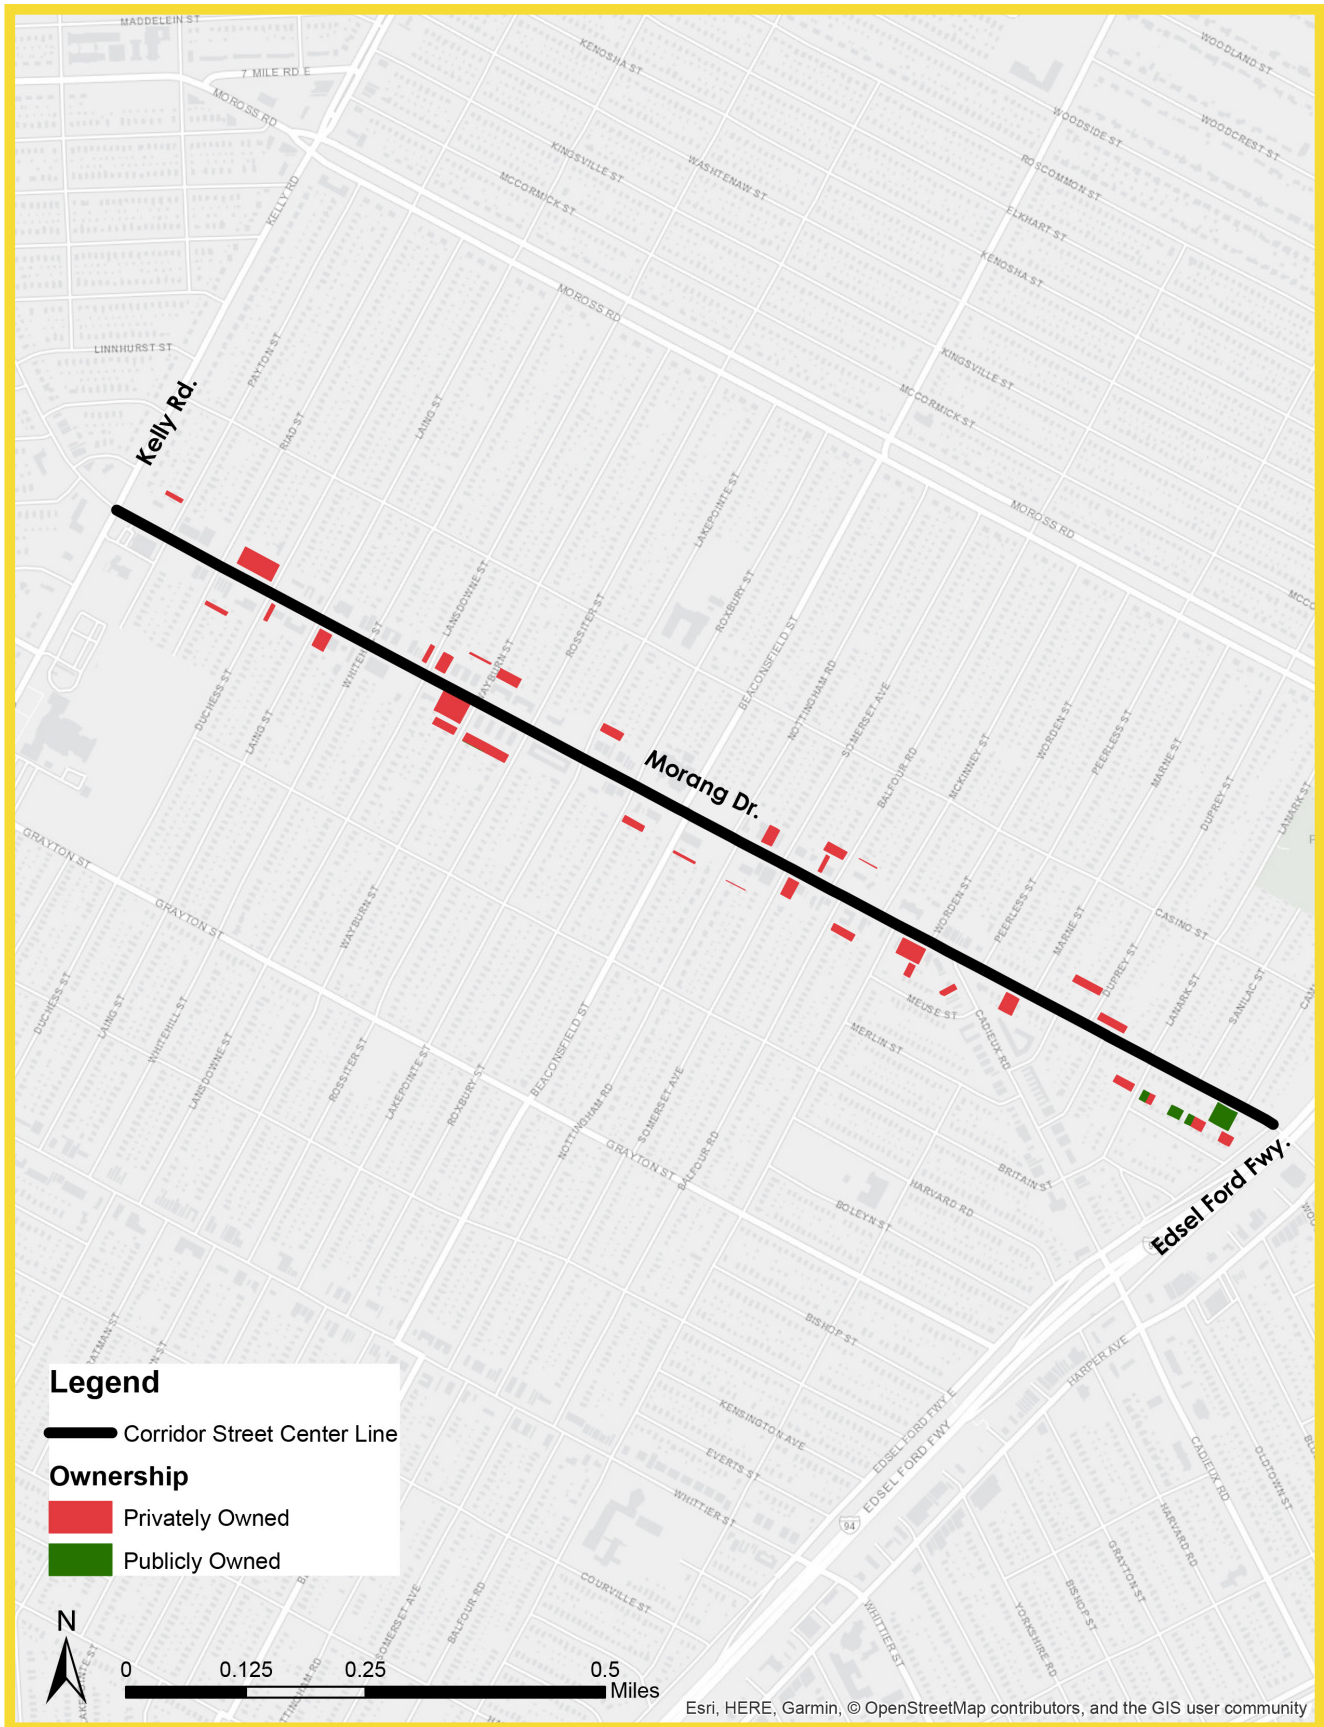 MADDELEIN ST
7 MILE RD E
MOROSS RD
KELLY RD
KENOSHA ST
WOODLAND ST
WOODSIDE ST
WOODCREST ST
KINGSVILLE ST
WASHTENAW ST
ROSCOMMON ST
MCCORMICK ST
ELKHART ST
KENOSHA ST
MOROSS RD
LINNHURST ST
PAYTON ST
KINGSVILLE ST
MCCORMICK ST
Kelly Rd.
RIAD ST
LAING ST
LAKEPOINTE ST
MOROSS RD
LANSDOWNE ST
ROXBURY ST
ROSSITER ST
BEACONSFIELD ST
NOTTINGHAM RD
SOMERSET AVE
DUCHESS ST
LAING ST
WORDEN ST
PEERLESS ST
MARNE ST
MCKINNEY ST
BALFOUR RD
DUPREY ST
LANARK ST
Morang Dr.
GRAYTON ST
GRAYTON ST
WAYBURN ST
WORDEN ST
PEERLESS ST
MARNE ST
CASINO ST
DUPREY ST
LANARK ST
SANILAC ST
MEUSE ST
MERLIN ST
CADIEUX RD
DUCHESS ST
LAING ST
WHITEHILL ST
LANSDOWNE ST
ROSSITER ST
LAKEPOINTE ST
ROXBURY ST
BEACONSFIELD ST
NOTTINGHAM RD
SOMERSET AVE
BALFOUR RD
GRAYTON ST
BRITAIN ST
HARVARD RD
BOLEYN ST
Edsel Ford Fwy.
BISHOP ST
HARPER AVE
KENSINGTON AVE
EVERTS ST
WHITTIER ST
EDSEL FORD FWY E
EDSEL FORD FWY
94
CADIEUX RD
OLDTOWN ST
HARVARD RD
GRAYTON ST
BISHOP ST
YORKSHIRE RD
WHITTIER ST
COURVILLE ST
SOMERSET AVE
BALFOUR RD
Legend
Corridor Street Center Line
Ownership
Privately Owned
Publicly Owned
N
0 0.125 0.25 0.5
Miles
Esri, HERE, Garmin, © OpenStreetMap contributors, and the GIS user community